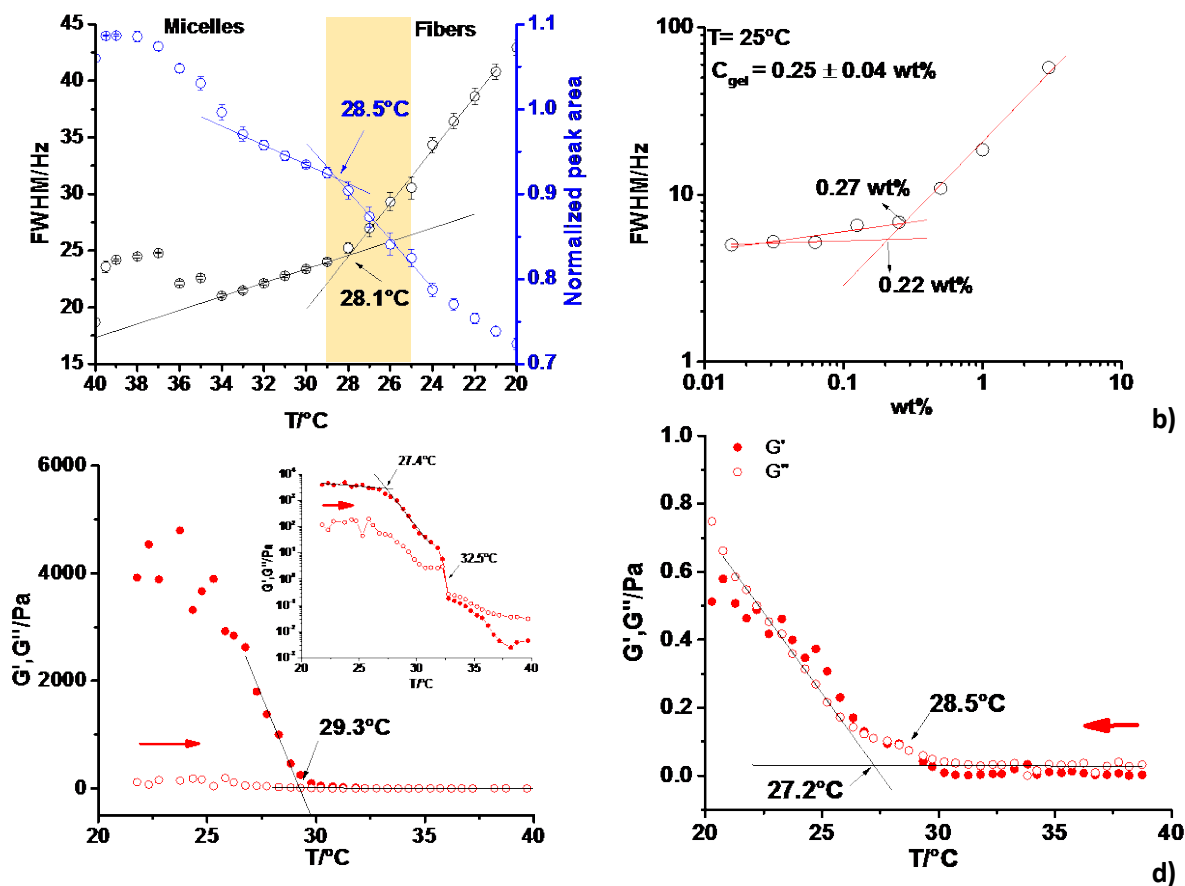 Micelles
Fibers
FWHM/Hz
45
40
35
30
25
20
15
1.1
1.0
0.9
0.8
0.7
Normalized peak area
28.5°C
28.1°C
40 38 36 34 32 30 28 26 24 22 20
T/°C
T= 25°C
C_gel = 0.25 ± 0.04 wt%
FWHM/Hz
100
10
1
0.27 wt%
0.22 wt%
0.01 0.1 1 10
wt%
b)
G',G''/Pa
6000
4000
2000
0
29.3°C
20 25 30 35 40
T/°C
G',G''/Pa
27.4°C
32.5°C
20 25 30 35 40
T/°C
G'
G''
G',G''/Pa
1.0
0.8
0.6
0.4
0.2
0.0
28.5°C
27.2°C
20 25 30 35 40
T/°C
d)